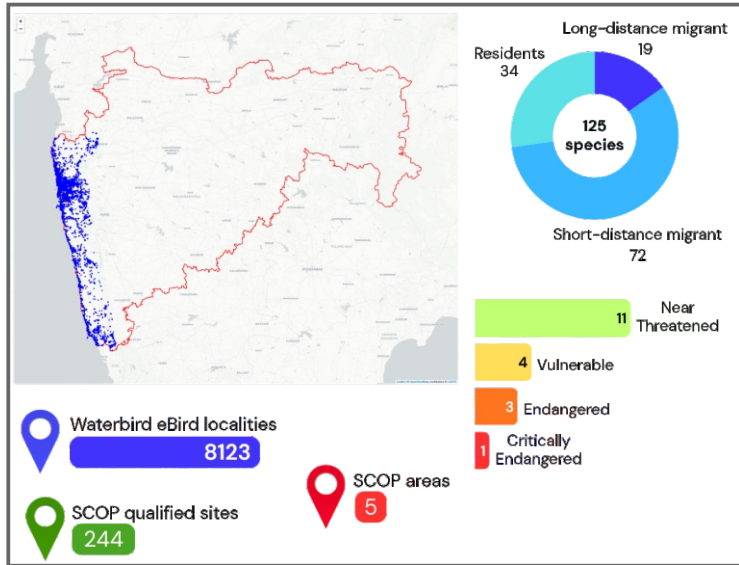 +
−
Long-distance migrant
19
Residents
34
125
species
Short-distance migrant
72
11
Near
Threatened
4
Vulnerable
3
Endangered
1
Critically
Endangered
Waterbird eBird localities
8123
SCOP areas
5
SCOP qualified sites
244